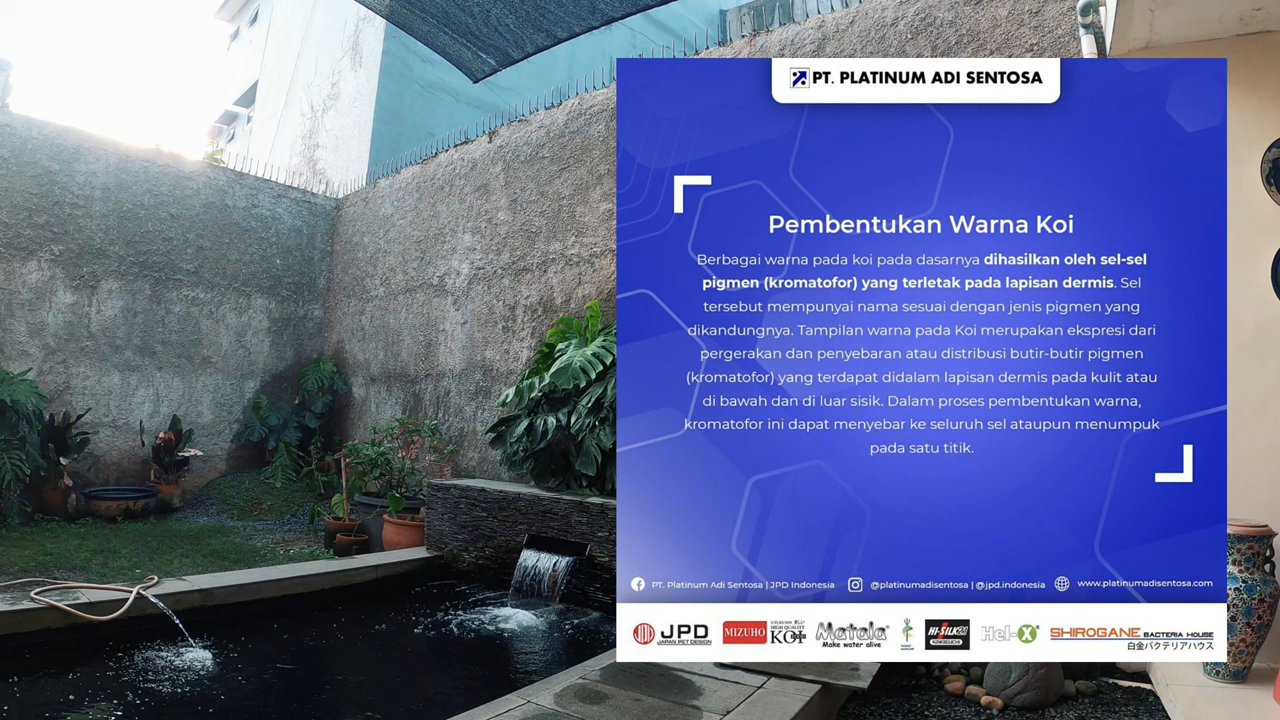 PT. PLATINUM ADI SENTOSA
Pembentukan Warna Koi
Berbagai warna pada koi pada dasarnya dihasilkan oleh sel-sel
pigmen (kromatofor) yang terletak pada lapisan dermis. Sel
tersebut mempunyai nama sesuai dengan jenis pigmen yang
dikandungnya. Tampilan warna pada Koi merupakan ekspresi dari
pergerakan dan penyebaran atau distribusi butir-butir pigmen
(kromatofor) yang terdapat didalam lapisan dermis pada kulit atau
di bawah dan di luar sisik. Dalam proses pembentukan warna,
kromatofor ini dapat menyebar ke seluruh sel ataupun menumpuk
pada satu titik.
PT. Platinum Adi Sentosa | JPD Indonesia
@platinumadisentosa | @jpd.indonesia
www.platinumadisentosa.com
JPD
JAPAN PET DESIGN
MIZUHO
HIGH QUALITY
KOI
Matala
Make water alive
HI-SILK21
Hel-X
SHIROGANE BACTERIA HOUSE
白金バクテリアハウス